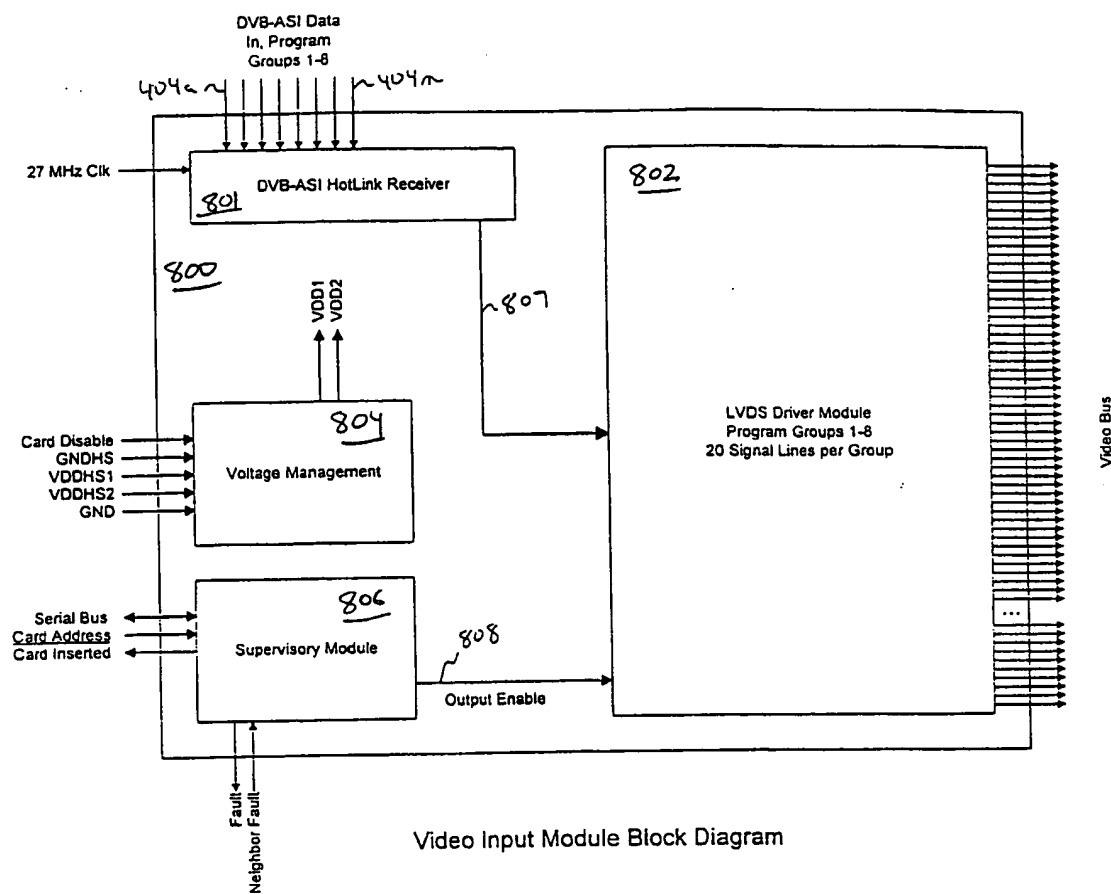 DVB-ASI Data
In, Program
Groups 1-8
404a
404n
27 MHz Clk
DVB-ASI HotLink Receiver
801
802
800
807
VDD1
VDD2
804
Voltage Management
Card Disable
GNDHS
VDDHS1
VDDHS2
GND
LVDS Driver Module
Program Groups 1-8
20 Signal Lines per Group
Video Bus
...
806
Supervisory Module
Serial Bus
Card Address
Card Inserted
808
Output Enable
Fault
Neighbor Fault
Video Input Module Block Diagram